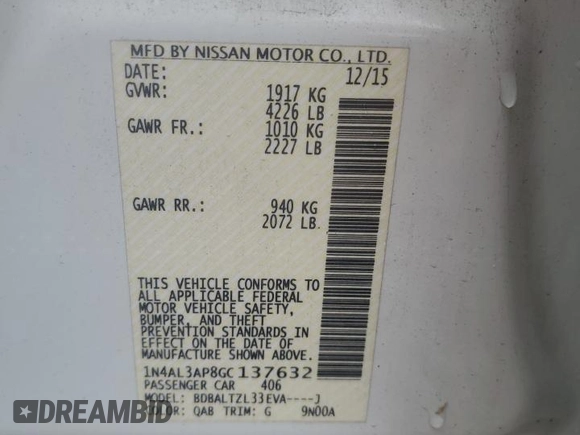 MFD BY NISSAN MOTOR CO., LTD.
DATE: 12/15
GVWR: 1917 KG
4226 LB
GAWR FR.: 1010 KG
2227 LB
GAWR RR.: 940 KG
2072 LB.
THIS VEHICLE CONFORMS TO
ALL APPLICABLE FEDERAL
MOTOR VEHICLE SAFETY,
BUMPER, AND THEFT
PREVENTION STANDARDS IN
EFFECT ON THE DATE OF
MANUFACTURE SHOWN ABOVE.
1N4AL3AP8GC137632
PASSENGER CAR 406
MODEL: BDBALTZL33EVA----J
COLOR: QAB TRIM: G 9N00A
STATCARS